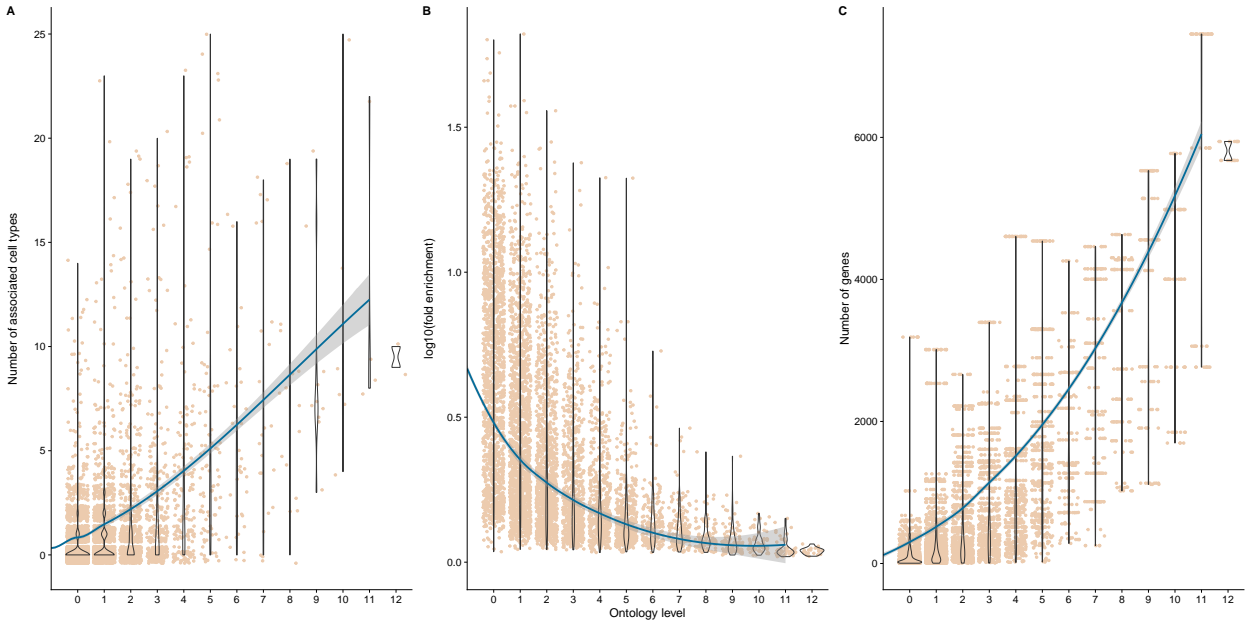 A
B
C
Number of associated cell types
25
20
15
10
5
0
0 1 2 3 4 5 6 7 8 9 10 11 12
log10(fold enrichment)
1.5
1.0
0.5
0.0
0 1 2 3 4 5 6 7 8 9 10 11 12
Ontology level
Number of genes
6000
4000
2000
0
0 1 2 3 4 5 6 7 8 9 10 11 12